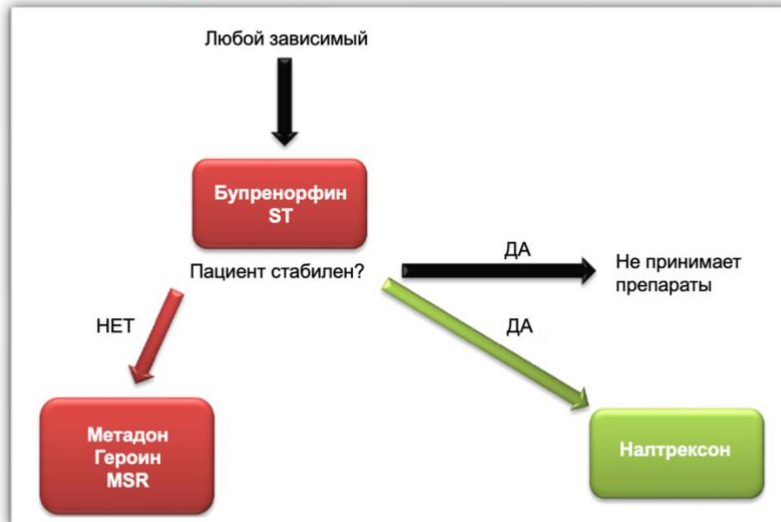 Любой зависимый
Бупренорфин
ST
Пациент стабилен?
ДА
Не принимает
препараты
НЕТ
ДА
Метадон
Героин
MSR
Налтрексон